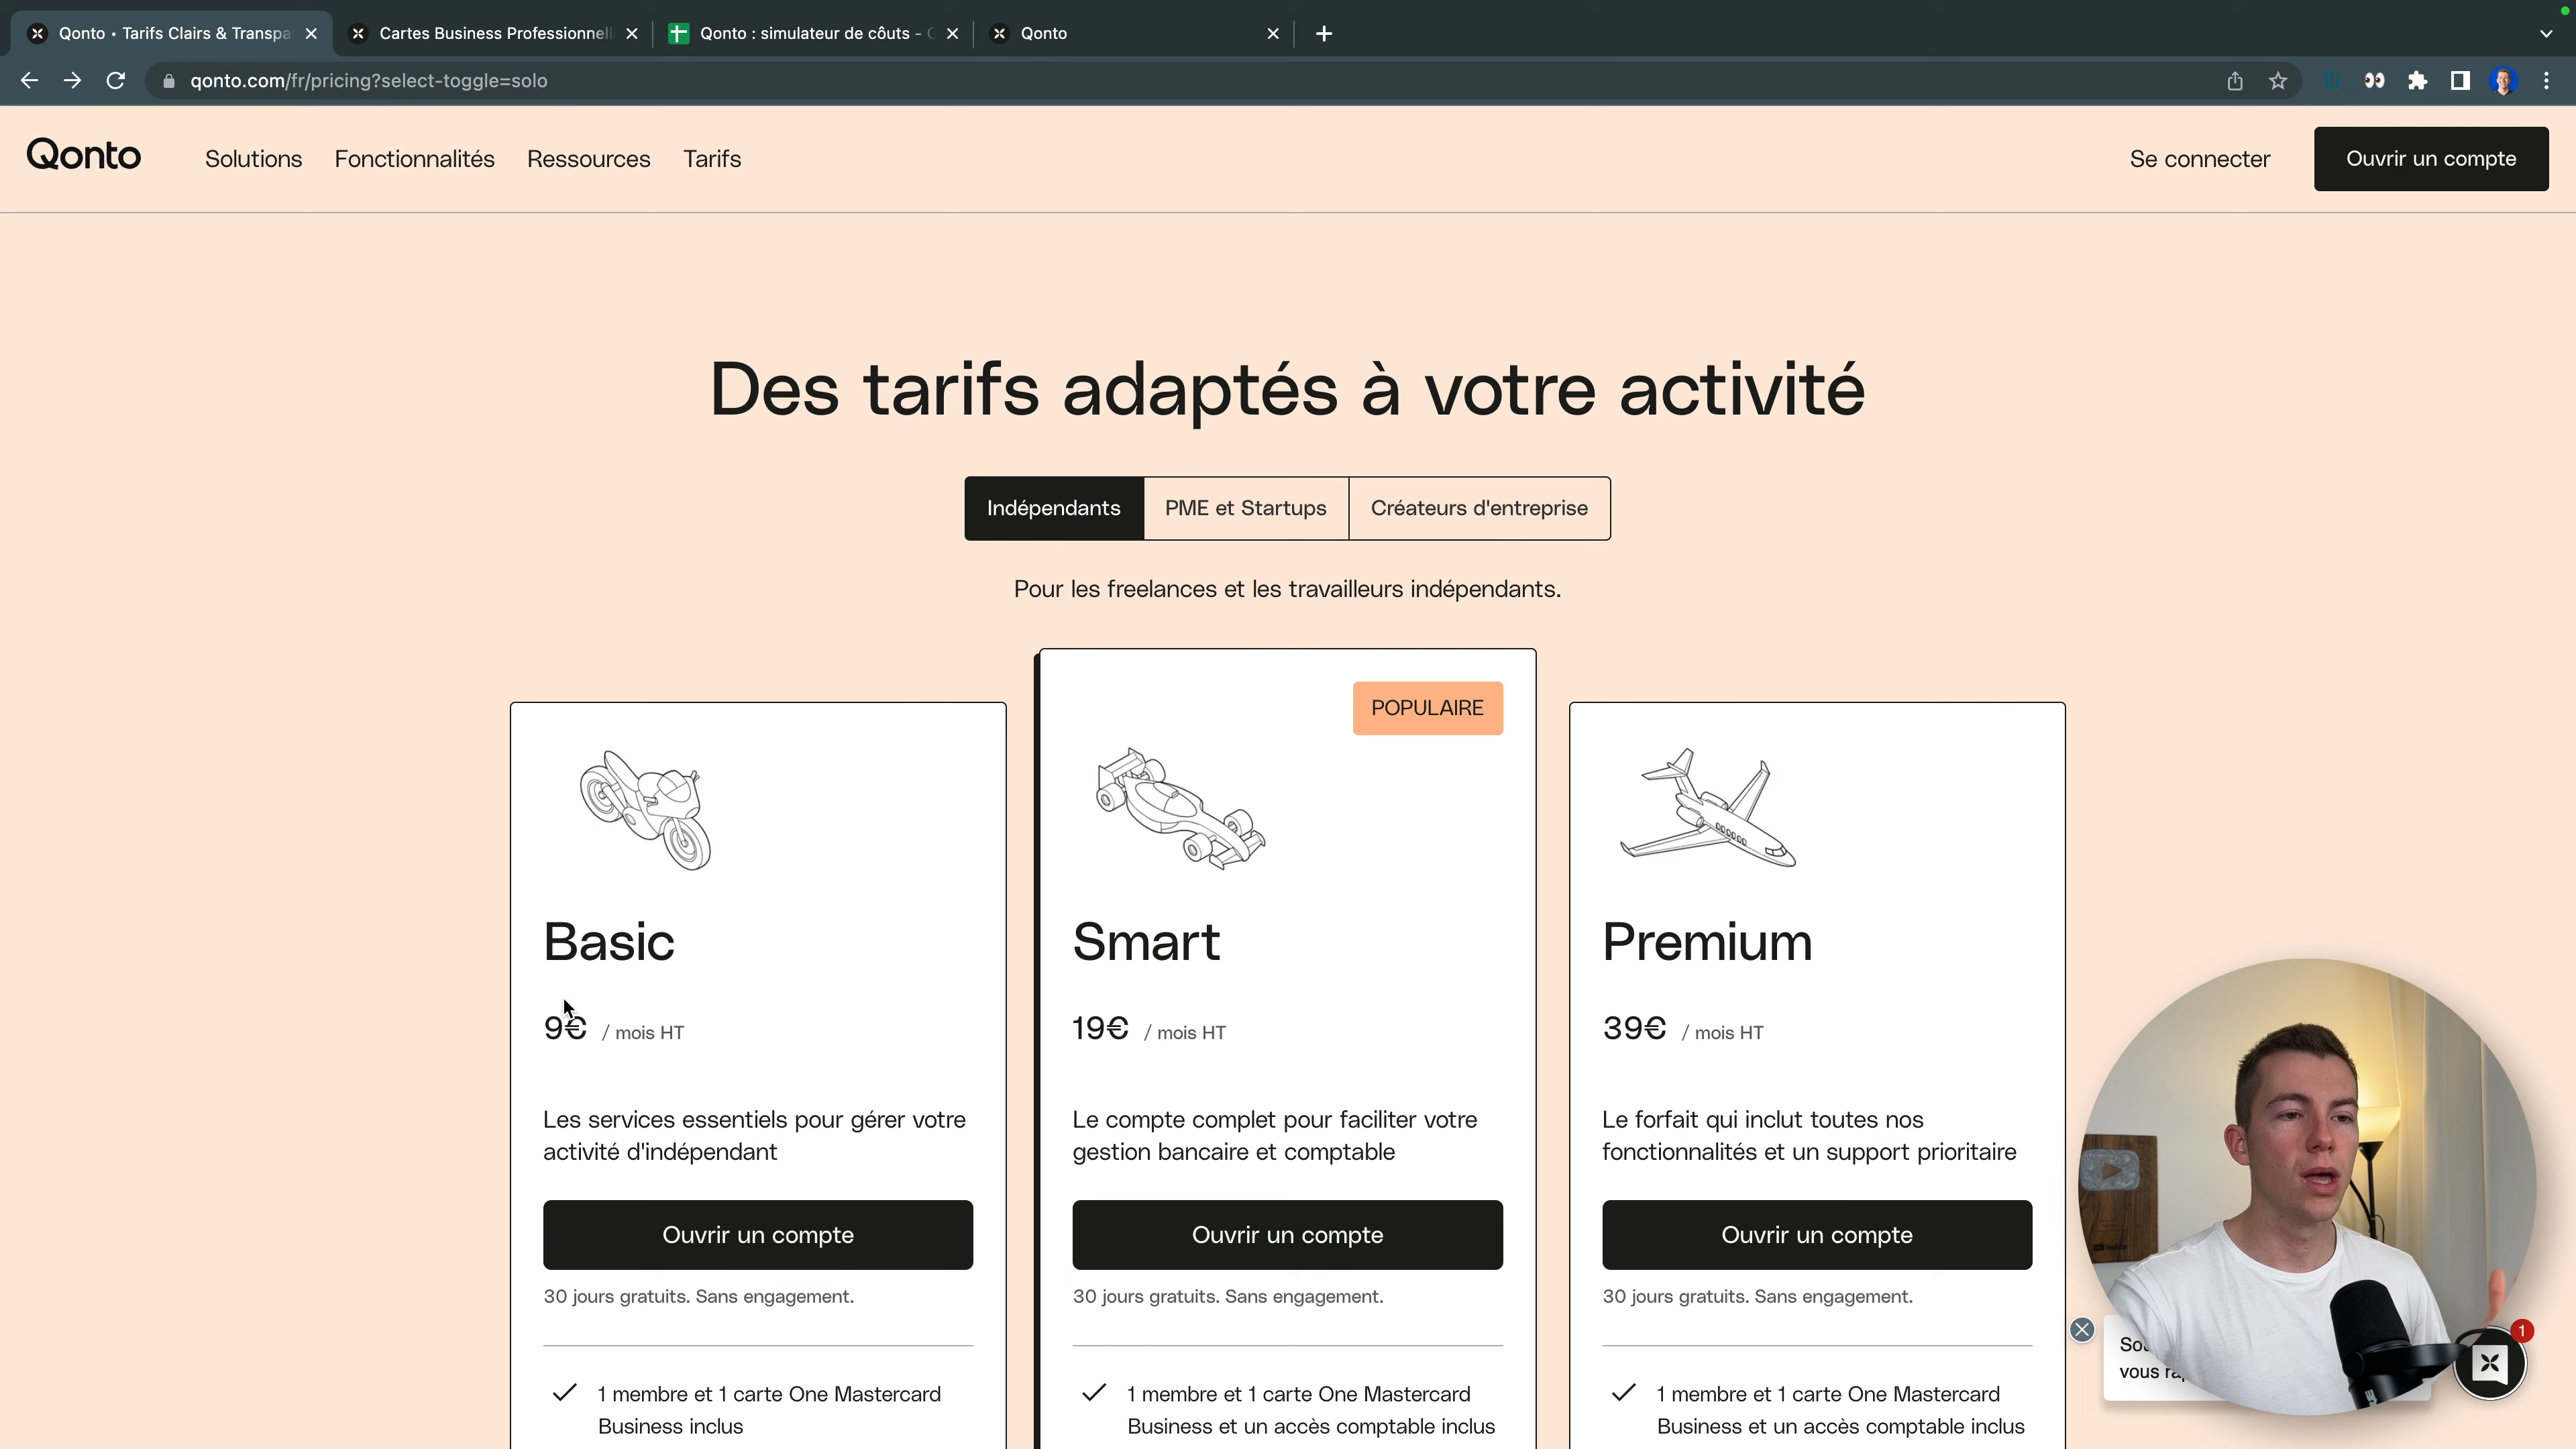 Qonto • Tarifs Clairs & Transpa
Cartes Business Professionnell
Qonto : simulateur de côuts - G
Qonto
qonto.com/fr/pricing?select-toggle=solo
Qonto
Solutions
Fonctionnalités
Ressources
Tarifs
Se connecter
Ouvrir un compte
Des tarifs adaptés à votre activité
Indépendants
PME et Startups
Créateurs d'entreprise
Pour les freelances et les travailleurs indépendants.
Basic
9€ / mois HT
Les services essentiels pour gérer votre
activité d'indépendant
Ouvrir un compte
30 jours gratuits. Sans engagement.
1 membre et 1 carte One Mastercard
Business inclus
POPULAIRE
Smart
19€ / mois HT
Le compte complet pour faciliter votre
gestion bancaire et comptable
Ouvrir un compte
30 jours gratuits. Sans engagement.
1 membre et 1 carte One Mastercard
Business et un accès comptable inclus
Premium
39€ / mois HT
Le forfait qui inclut toutes nos
fonctionnalités et un support prioritaire
Ouvrir un compte
30 jours gratuits. Sans engagement.
1 membre et 1 carte One Mastercard
Business et un accès comptable inclus
vous
1